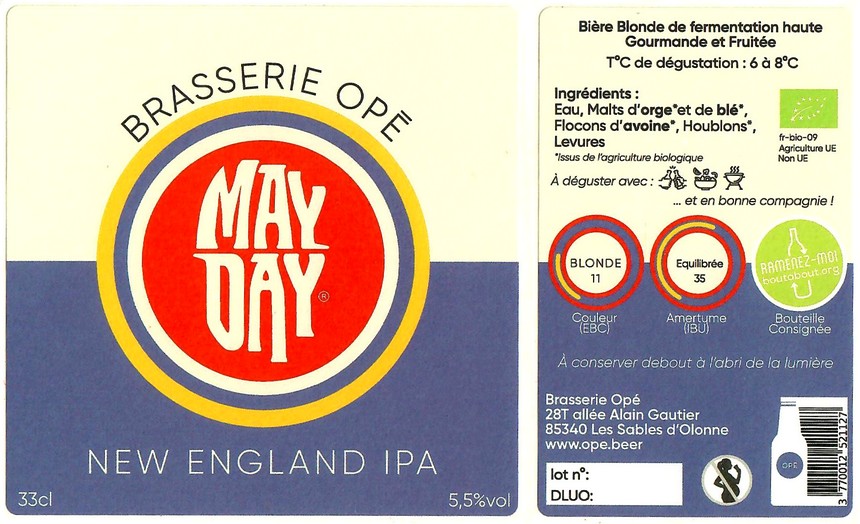 BRASSERIE OPĒ
MAY
DAY®
NEW ENGLAND IPA
33cl
5,5%vol
Bière Blonde de fermentation haute
Gourmande et Fruitée
T°C de dégustation : 6 à 8°C
Ingrédients :
Eau, Malts d'orge*et de blé*,
Flocons d'avoine*, Houblons*,
Levures
*Issus de l'agriculture biologique
fr-bio-09
Agriculture UE
Non UE
À déguster avec :
... et en bonne compagnie !
BLONDE
11
Couleur
(EBC)
Equilibrée
35
Amertume
(IBU)
RAMENEZ-MOI
boutabout.org
Bouteille
Consignée
À conserver debout à l'abri de la lumière
Brasserie Opé
28T allée Alain Gautier
85340 Les Sables d'Olonne
www.ope.beer
lot n°:
DLUO:
OPĒ
3 770012 521127